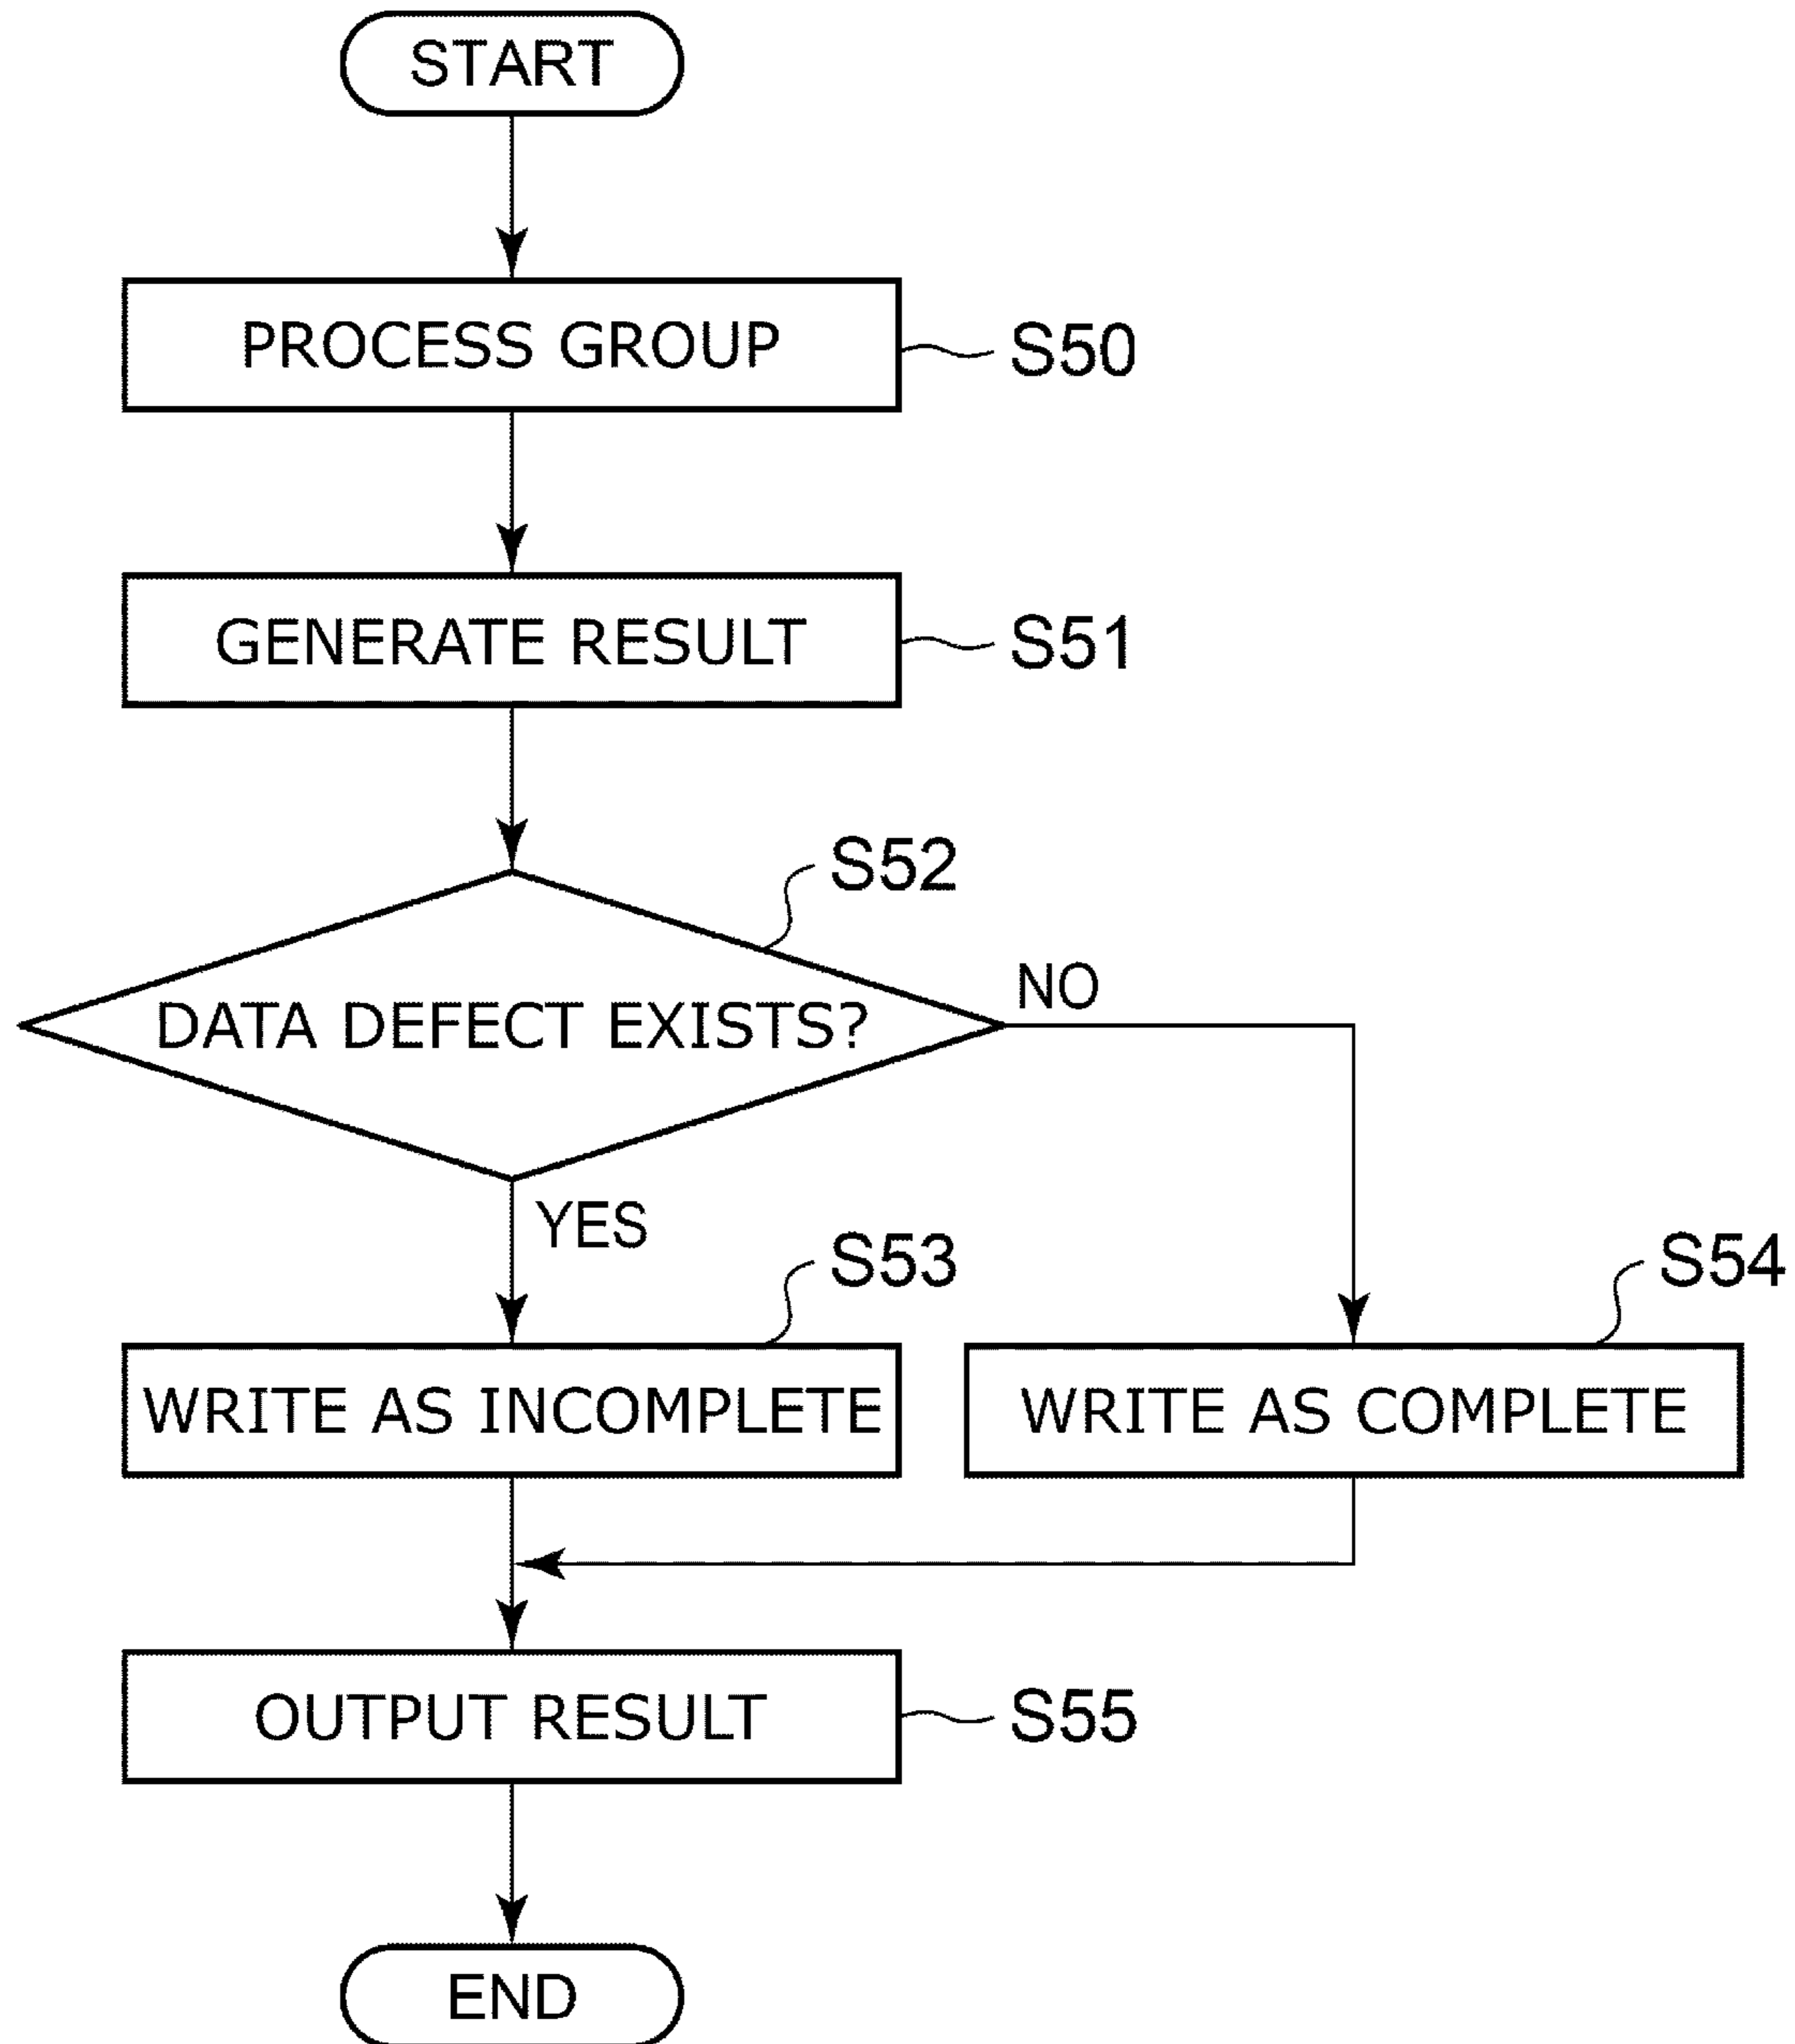 START
PROCESS GROUP
S50
GENERATE RESULT
S51
S52
DATA DEFECT EXISTS?
NO
YES
S53
S54
WRITE AS INCOMPLETE
WRITE AS COMPLETE
OUTPUT RESULT
S55
END